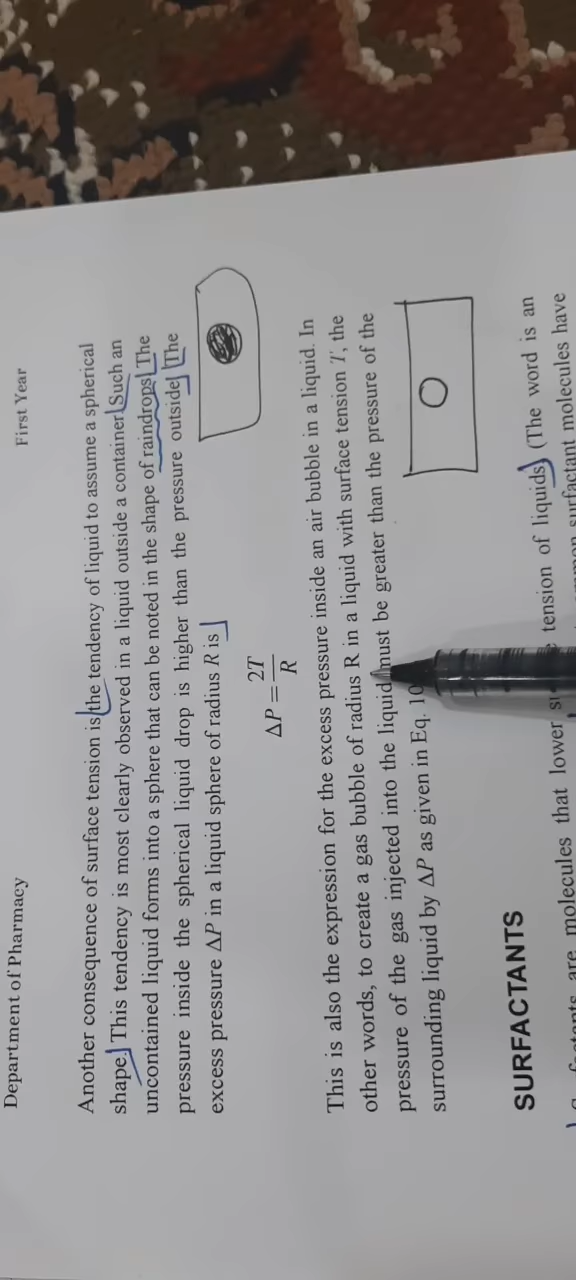 Department of Pharmacy First Year
Another consequence of surface tension is the tendency of liquid to assume a spherical
shape. This tendency is most clearly observed in a liquid outside a container. Such an
uncontained liquid forms into a sphere that can be noted in the shape of raindrops. The
pressure inside the spherical liquid drop is higher than the pressure outside. The
excess pressure ΔP in a liquid sphere of radius R is
ΔP = 2T/R
This is also the expression for the excess pressure inside an air bubble in a liquid. In
other words, to create a gas bubble of radius R in a liquid with surface tension T, the
pressure of the gas injected into the liquid must be greater than the pressure of the
surrounding liquid by ΔP as given in Eq. 10
SURFACTANTS
are molecules that lower tension of liquids. (The word is an
surfactant molecules have